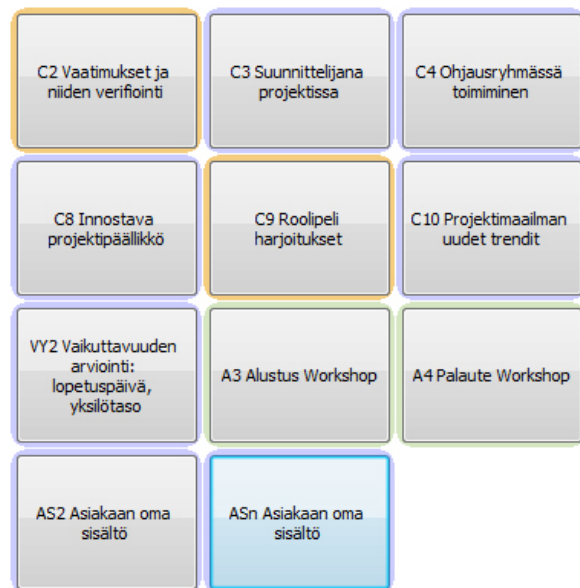 C2 Vaatimukset ja
niiden verifiointi
C3 Suunnittelijana
projektissa
C4 Ohjausryhmässä
toimiminen
C8 Innostava
projektipäällikkö
C9 Roolipeli
harjoitukset
C10 Projektimaailman
uudet trendit
VY2 Vaikuttavuuden
arviointi:
lopetuspäivä,
yksilötaso
A3 Alustus Workshop
A4 Palaute Workshop
AS2 Asiakaan oma
sisältö
ASn Asiakaan oma
sisältö